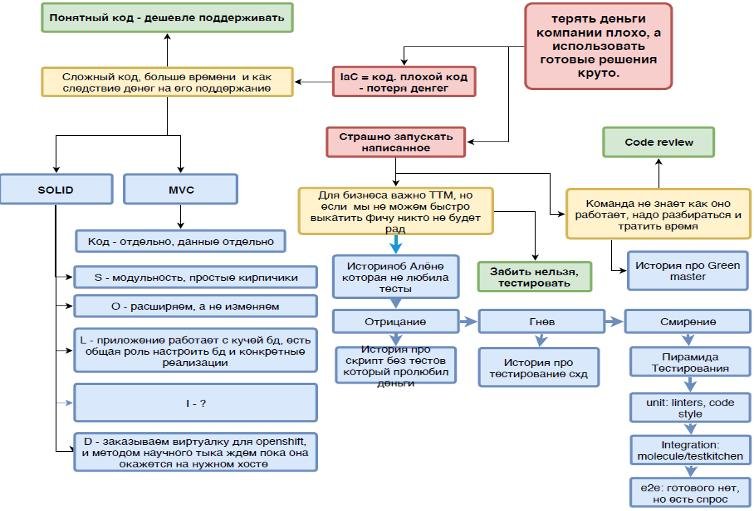 Понятный код - дешевле поддерживать
терять деньги
компании плохо, а
использовать
готовые решения
круто.
Сложный код, больше времени и как
следствие денег на его поддержание
IaC = код. плохой код
- потеря денгег
Страшно запускать
написанное
Code review
SOLID
MVC
Для бизнеса важно TTM, но
если мы не можем быстро
выкатить фичу никто не будет
рад
Команда не знает как оно
работает, надо разбираться и
тратить время
Код - отдельно, данные отдельно
Историяоб Алёне
которая не любила
тесты
Забить нельзя,
тестировать
История про Green
master
S - модульность, простые кирпичики
O - расширяем, а не изменяем
Отрицание
Гнев
Смирение
L - приложение работает с кучей бд, есть
общая роль настроить бд и конкретные
реализации
История про
скрипт без тестов
который пролюбил
деньги
История про
тестирование схд
Пирамида
Тестирования
I - ?
unit: linters, code
style
D - заказываем виртуалку для openshift,
и методом научного тыка ждем пока она
окажется на нужном хосте
Integration:
molecule/testkitchen
e2e: готового нет,
но есть спрос